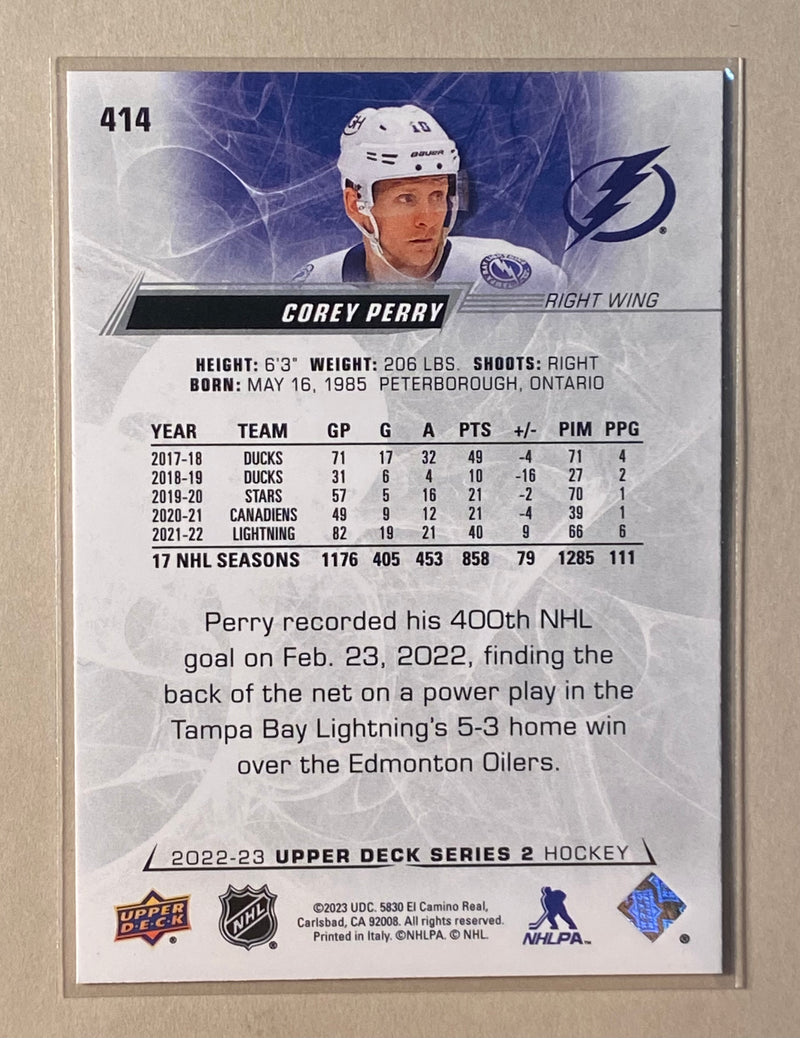 414
10
BAUER
CH
TAMPA BAY LIGHTNING
COREY PERRY
RIGHT WING
HEIGHT: 6'3" WEIGHT: 206 LBS. SHOOTS: RIGHT
BORN: MAY 16, 1985 PETERBOROUGH, ONTARIO
YEAR TEAM GP G A PTS +/- PIM PPG
2017-18 DUCKS 71 17 32 49 -4 71 4
2018-19 DUCKS 31 6 4 10 -16 27 2
2019-20 STARS 57 5 16 21 -2 70 1
2020-21 CANADIENS 49 9 12 21 -4 39 1
2021-22 LIGHTNING 82 19 21 40 9 66 6
17 NHL SEASONS 1176 405 453 858 79 1285 111
Perry recorded his 400th NHL
goal on Feb. 23, 2022, finding the
back of the net on a power play in the
Tampa Bay Lightning's 5-3 home win
over the Edmonton Oilers.
2022-23 UPPER DECK SERIES 2 HOCKEY
UPPER
D·E·C·K
®
NHL
®
©2023 UDC. 5830 El Camino Real,
Carlsbad, CA 92008. All rights reserved.
Printed in Italy. ©NHLPA. © NHL.
NHLPA™
®